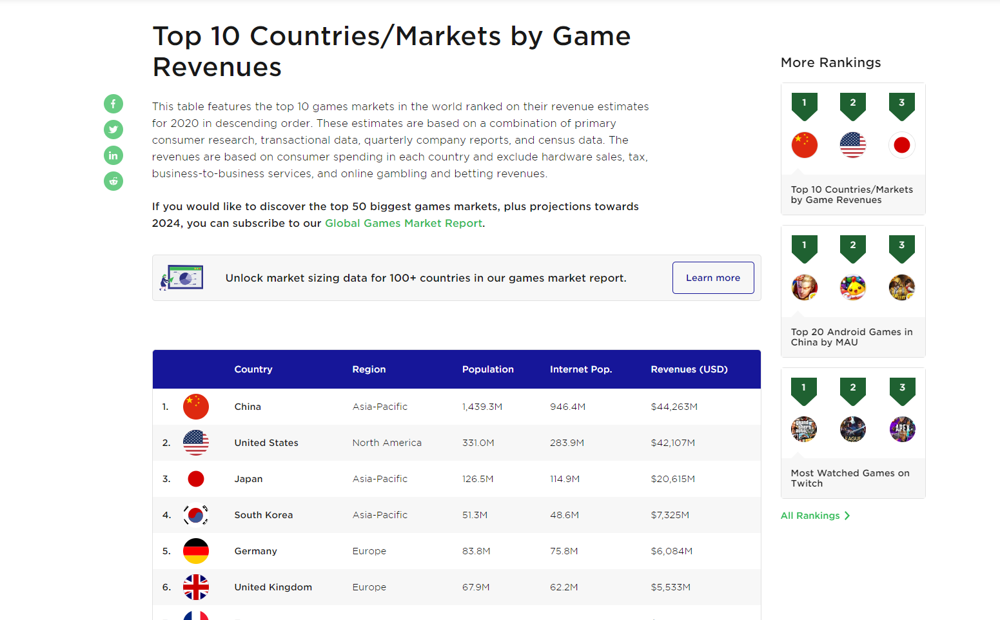 Top 10 Countries/Markets by Game
Revenues
This table features the top 10 games markets in the world ranked on their revenue estimates
for 2020 in descending order. These estimates are based on a combination of primary
consumer research, transactional data, quarterly company reports, and census data. The
revenues are based on consumer spending in each country and exclude hardware sales, tax,
business-to-business services, and online gambling and betting revenues.
If you would like to discover the top 50 biggest games markets, plus projections towards
2024, you can subscribe to our Global Games Market Report.
Unlock market sizing data for 100+ countries in our games market report.
Learn more
Country Region Population Internet Pop. Revenues (USD)
1. China Asia-Pacific 1,439.3M 946.4M $44,263M
2. United States North America 331.0M 283.9M $42,107M
3. Japan Asia-Pacific 126.5M 114.9M $20,615M
4. South Korea Asia-Pacific 51.3M 48.6M $7,325M
5. Germany Europe 83.8M 75.8M $6,084M
6. United Kingdom Europe 67.9M 62.2M $5,533M
More Rankings
1 2 3
Top 10 Countries/Markets
by Game Revenues
1 2 3
Top 20 Android Games in
China by MAU
1 2 3
grand
theft
APEX
Most Watched Games on
Twitch
All Rankings